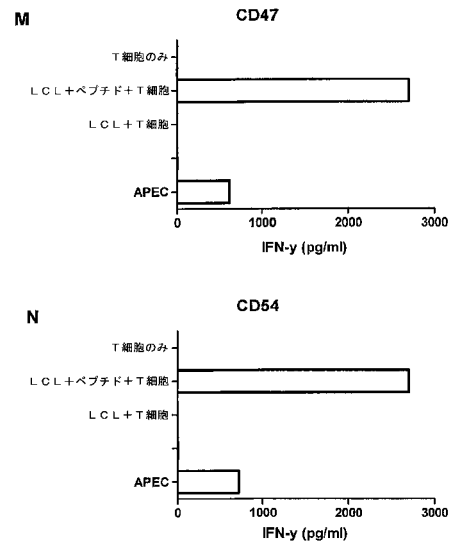 M
CD47
T細胞のみ
LCL+ペプチド+T細胞
LCL+T細胞
APEC
0 1000 2000 3000
IFN-y (pg/ml)
N
CD54
T細胞のみ
LCL+ペプチド+T細胞
LCL+T細胞
APEC
0 1000 2000 3000
IFN-y (pg/ml)